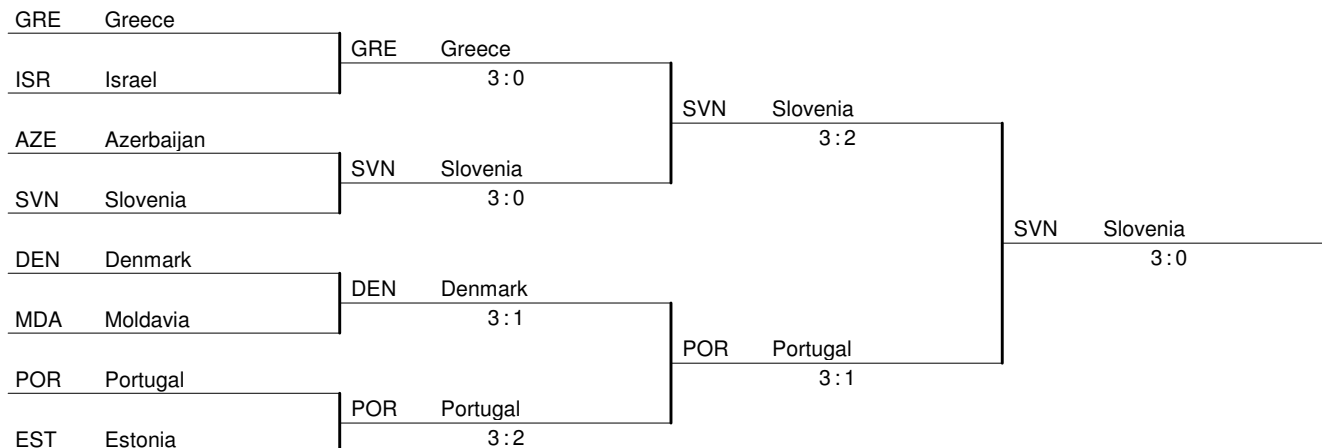 GRE Greece
GRE Greece
ISR Israel
3:0
SVN Slovenia
AZE Azerbaijan
3:2
SVN Slovenia
SVN Slovenia
3:0
SVN Slovenia
DEN Denmark
3:0
DEN Denmark
MDA Moldavia
3:1
POR Portugal
POR Portugal
3:1
POR Portugal
EST Estonia
3:2